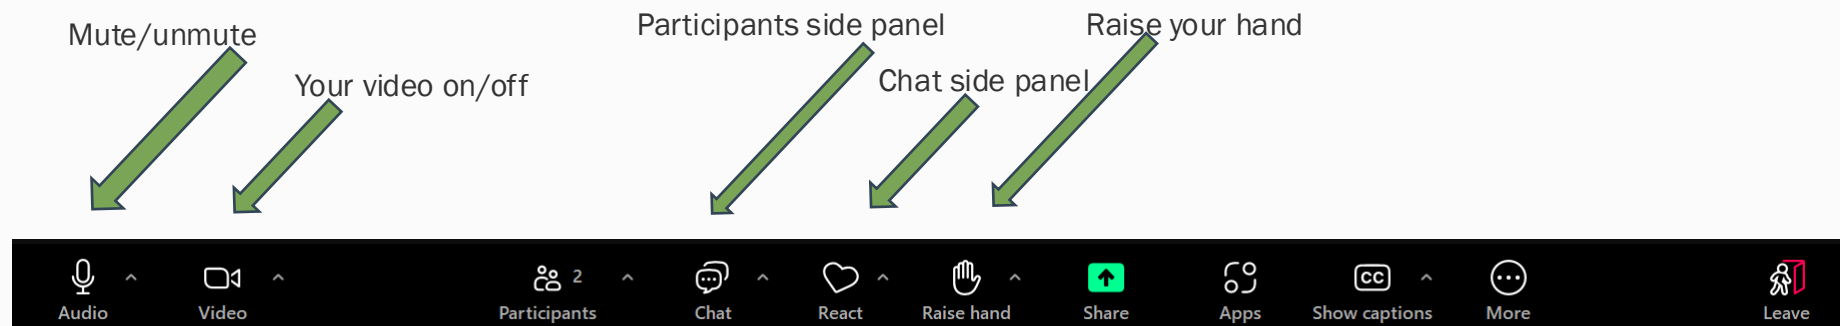 Mute/unmute
Participants side panel
Raise your hand
Your video on/off
Chat side panel
2
CC
Audio
Video
Participants
Chat
React
Raise hand
Share
Apps
Show captions
More
Leave